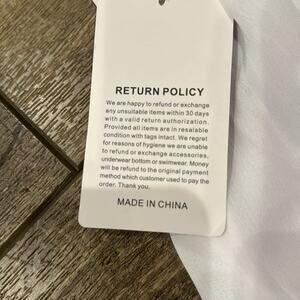 RETURN POLICY
We are happy to refund or exchange
any unsuitable items within 30 days
with a valid return authorization.
Provided all items are in resalable
condition with tags intact. We regret
for reasons of hygiene we are unable
to refund or exchange accessories,
underwear bottom or swimwear. Money
will be refund to the original payment
method which customer used to pay the
order. Thank you.
MADE IN CHINA